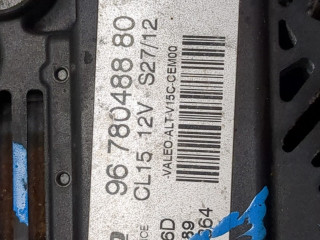 96 780488 80
CL15 12V S27/12
VALEO-ALT-V15C-CEM00